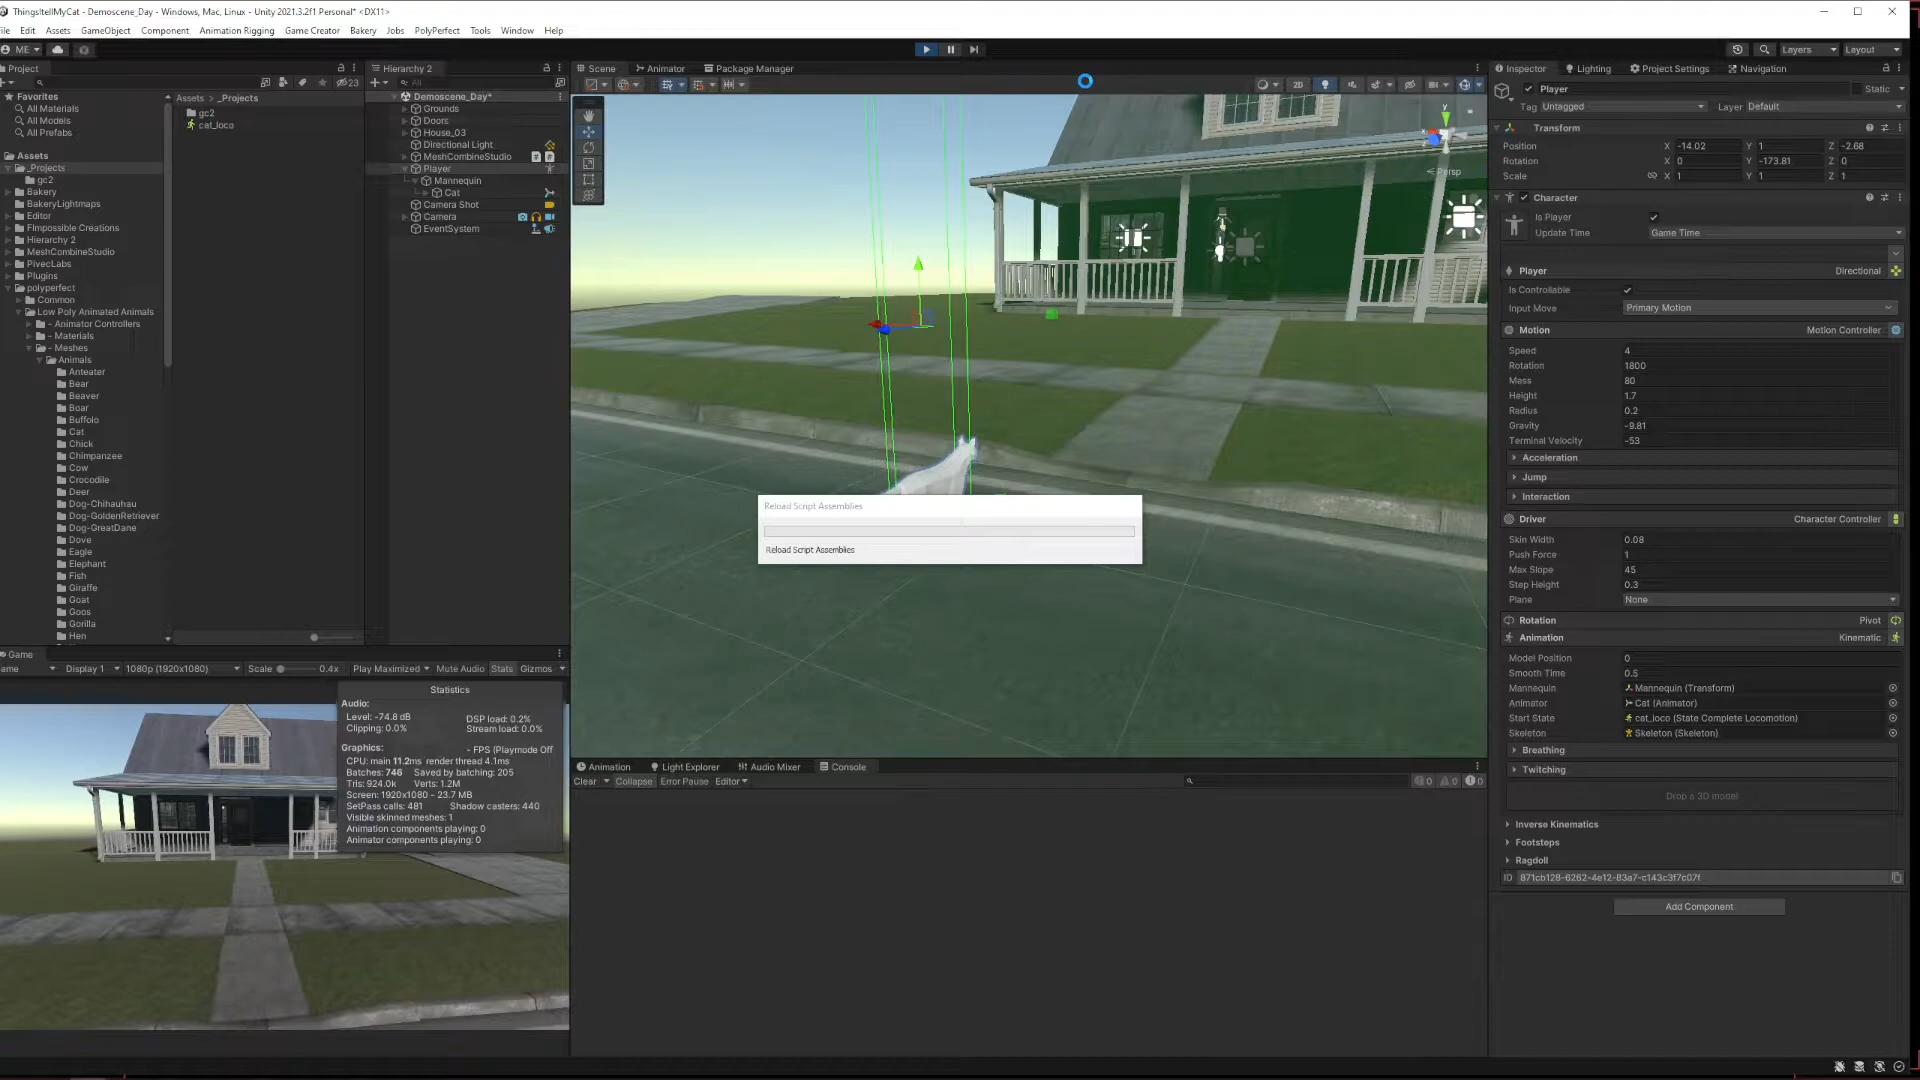 ThingsItellMyCat - Demoscene_Day - Windows, Mac, Linux - Unity 2021.3.2f1 Personal* <DX11>
Edit Assets GameObject Component Animation Rigging Game Creator Bakery Jobs PolyPerfect Tools Window Help
ME
Layers Layout
Project
23
Favorites
All Materials
All Models
All Prefabs
Assets
_Projects
gc2
Bakery
BakeryLightmaps
Editor
FImpossible Creations
Hierarchy 2
MeshCombineStudio
PivecLabs
Plugins
polyperfect
Common
Low Poly Animated Animals
- Animator Controllers
- Materials
- Meshes
Animals
Anteater
Bear
Beaver
Boar
Buffolo
Cat
Chick
Chimpanzee
Cow
Crocodile
Deer
Dog-Chihauhau
Dog-GoldenRetriever
Dog-GreatDane
Dove
Eagle
Elephant
Fish
Giraffe
Goat
Goos
Gorilla
Hen
Assets > _Projects
gc2
cat_loco
Hierarchy 2
All
Demoscene_Day*
Grounds
Doors
House_03
Directional Light
MeshCombineStudio
Player
Mannequin
Cat
Camera Shot
Camera
EventSystem
Scene Animator Package Manager
2D
y
x
Persp
Reload Script Assemblies
Reload Script Assemblies
Game
Display 1 1080p (1920x1080) Scale 0.4x Play Maximized Mute Audio Stats Gizmos
Statistics
Audio:
Level: -74.8 dB DSP load: 0.2%
Clipping: 0.0% Stream load: 0.0%
Graphics: - FPS (Playmode Off
CPU: main 11.2ms render thread 4.1ms
Batches: 746 Saved by batching: 205
Tris: 924.0k Verts: 1.2M
Screen: 1920x1080 - 23.7 MB
SetPass calls: 481 Shadow casters: 440
Visible skinned meshes: 1
Animation components playing: 0
Animator components playing: 0
Animation Light Explorer Audio Mixer Console
Clear Collapse Error Pause Editor
0 0 0
Inspector Lighting Project Settings Navigation
Player Static
Tag Untagged Layer Default
Transform
Position X -14.02 Y 1 Z -2.68
Rotation X 0 Y -173.81 Z 0
Scale X 1 Y 1 Z 1
Character
Is Player
Update Time Game Time
Player Directional
Is Controllable
Input Move Primary Motion
Motion Motion Controller
Speed 4
Rotation 1800
Mass 80
Height 1.7
Radius 0.2
Gravity -9.81
Terminal Velocity -53
Acceleration
Jump
Interaction
Driver Character Controller
Skin Width 0.08
Push Force 1
Max Slope 45
Step Height 0.3
Plane None
Rotation Pivot
Animation Kinematic
Model Position 0
Smooth Time 0.5
Mannequin Mannequin (Transform)
Animator Cat (Animator)
Start State cat_loco (State Complete Locomotion)
Skeleton Skeleton (Skeleton)
Breathing
Twitching
Drop a 3D model
Inverse Kinematics
Footsteps
Ragdoll
ID 871cb128-6262-4e12-83a7-c143c3f7c07f
Add Component